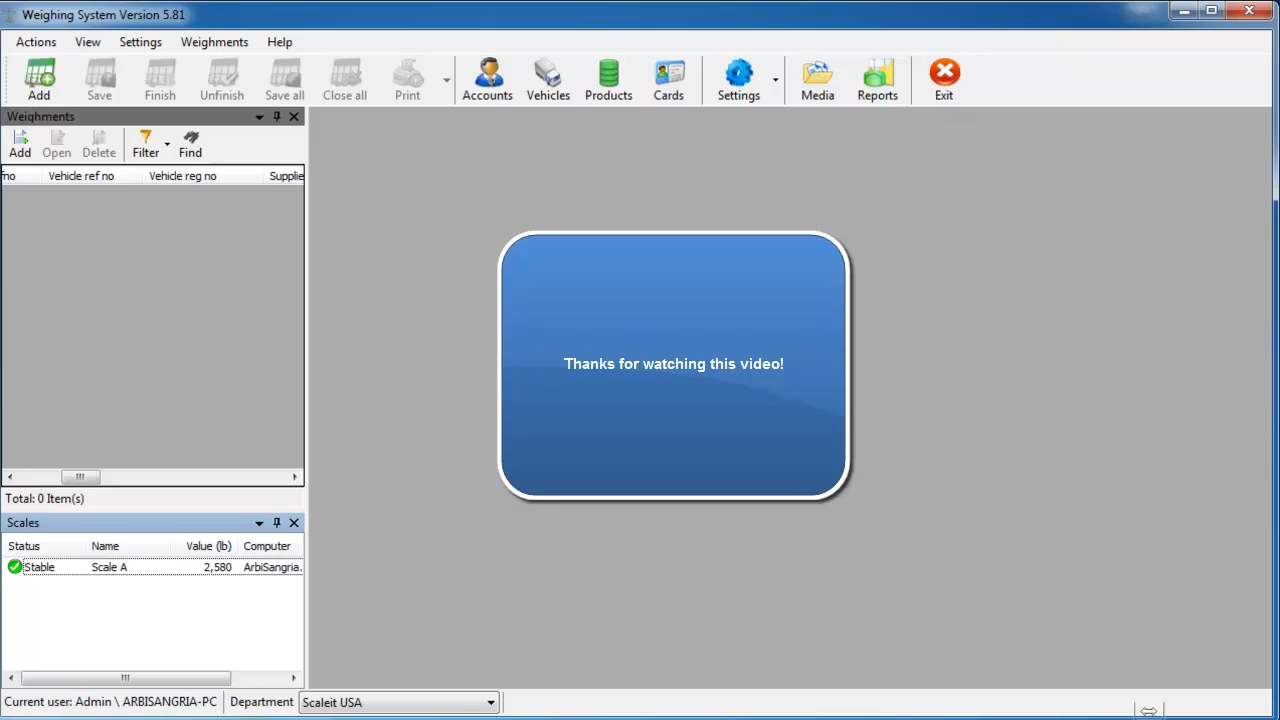 Weighing System Version 5.81
Actions View Settings Weighments Help
Add Save Finish Unfinish Save all Close all Print Accounts Vehicles Products Cards Settings Media Reports Exit
Weighments
Add Open Delete Filter Find
Vehicle ref no Vehicle reg no
Thanks for watching this video!
Total: 0 Item(s)
Scales
Status Name Value (lb) Computer
Stable Scale A 2,580 ArbiSangria.
Current user: Admin \ ARBISANGRIA-PC Department Scaleit USA